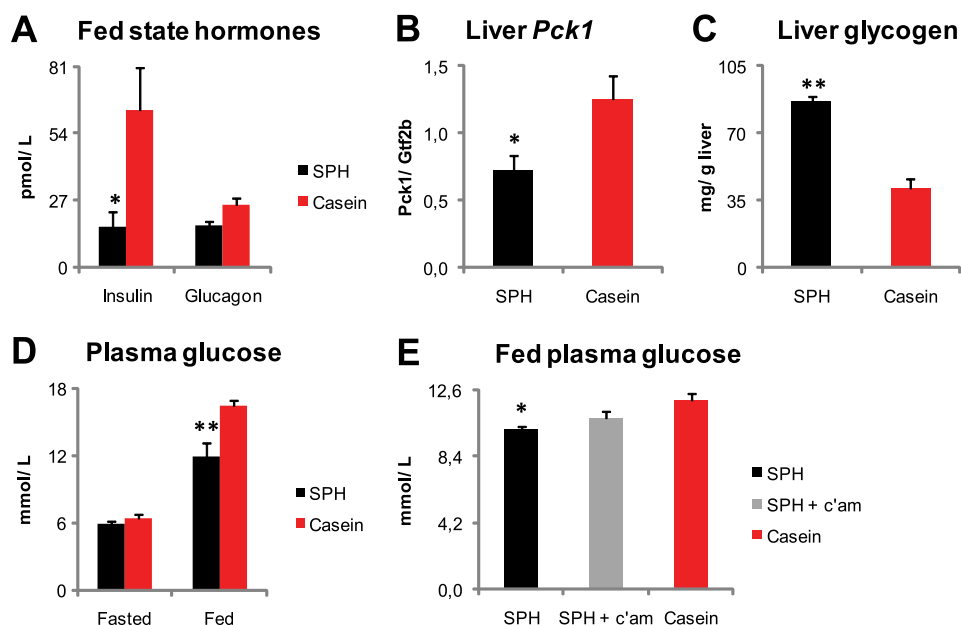 A Fed state hormones
81
54
27
0
pmol/ L
*
Insulin Glucagon
SPH
Casein
B Liver Pck1
1,5
1,0
0,5
0,0
Pck1/ Gtf2b
*
SPH Casein
C Liver glycogen
105
70
35
0
mg/ g liver
**
SPH Casein
D Plasma glucose
18
12
6
0
mmol/ L
**
Fasted Fed
SPH
Casein
E Fed plasma glucose
12,6
8,4
4,2
0,0
mmol/ L
*
SPH SPH + c'am Casein
SPH
SPH + c'am
Casein